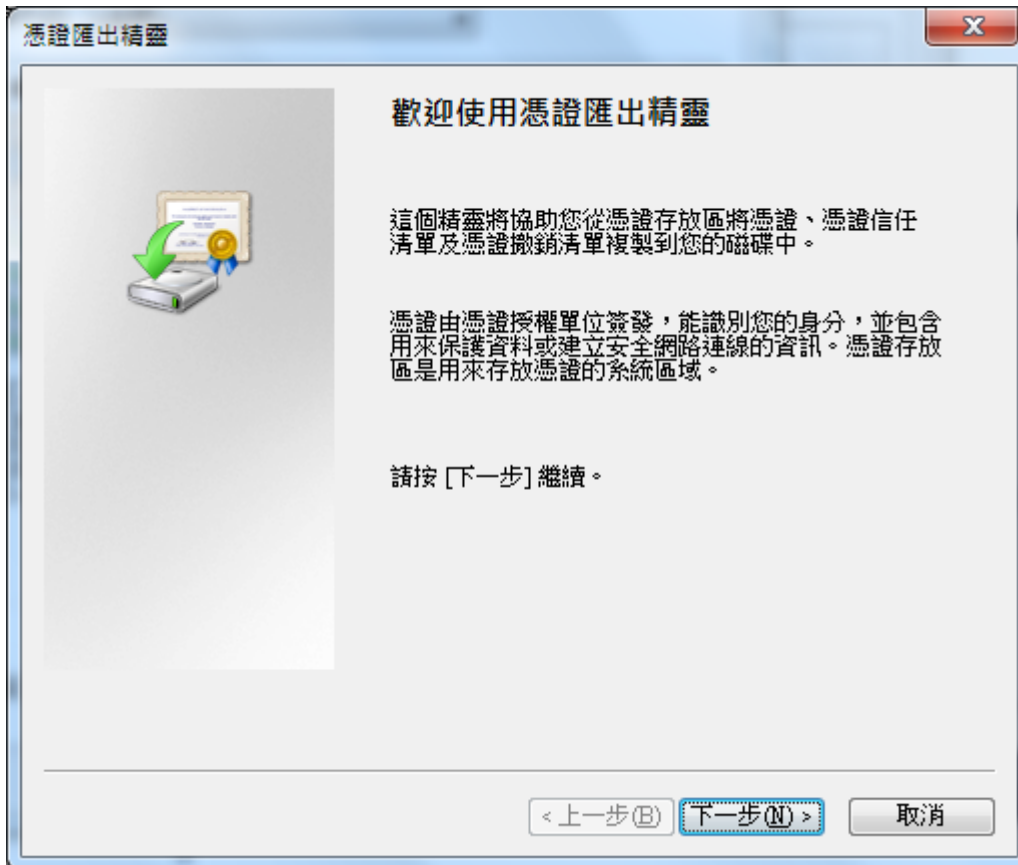 憑證匯出精靈
歡迎使用憑證匯出精靈
這個精靈將協助您從憑證存放區將憑證、憑證信任
清單及憑證撤銷清單複製到您的磁碟中。
憑證由憑證授權單位簽發，能識別您的身分，並包含
用來保護資料或建立安全網路連線的資訊。憑證存放
區是用來存放憑證的系統區域。
請按 [下一步] 繼續。
< 上一步(B) 下一步(N) > 取消